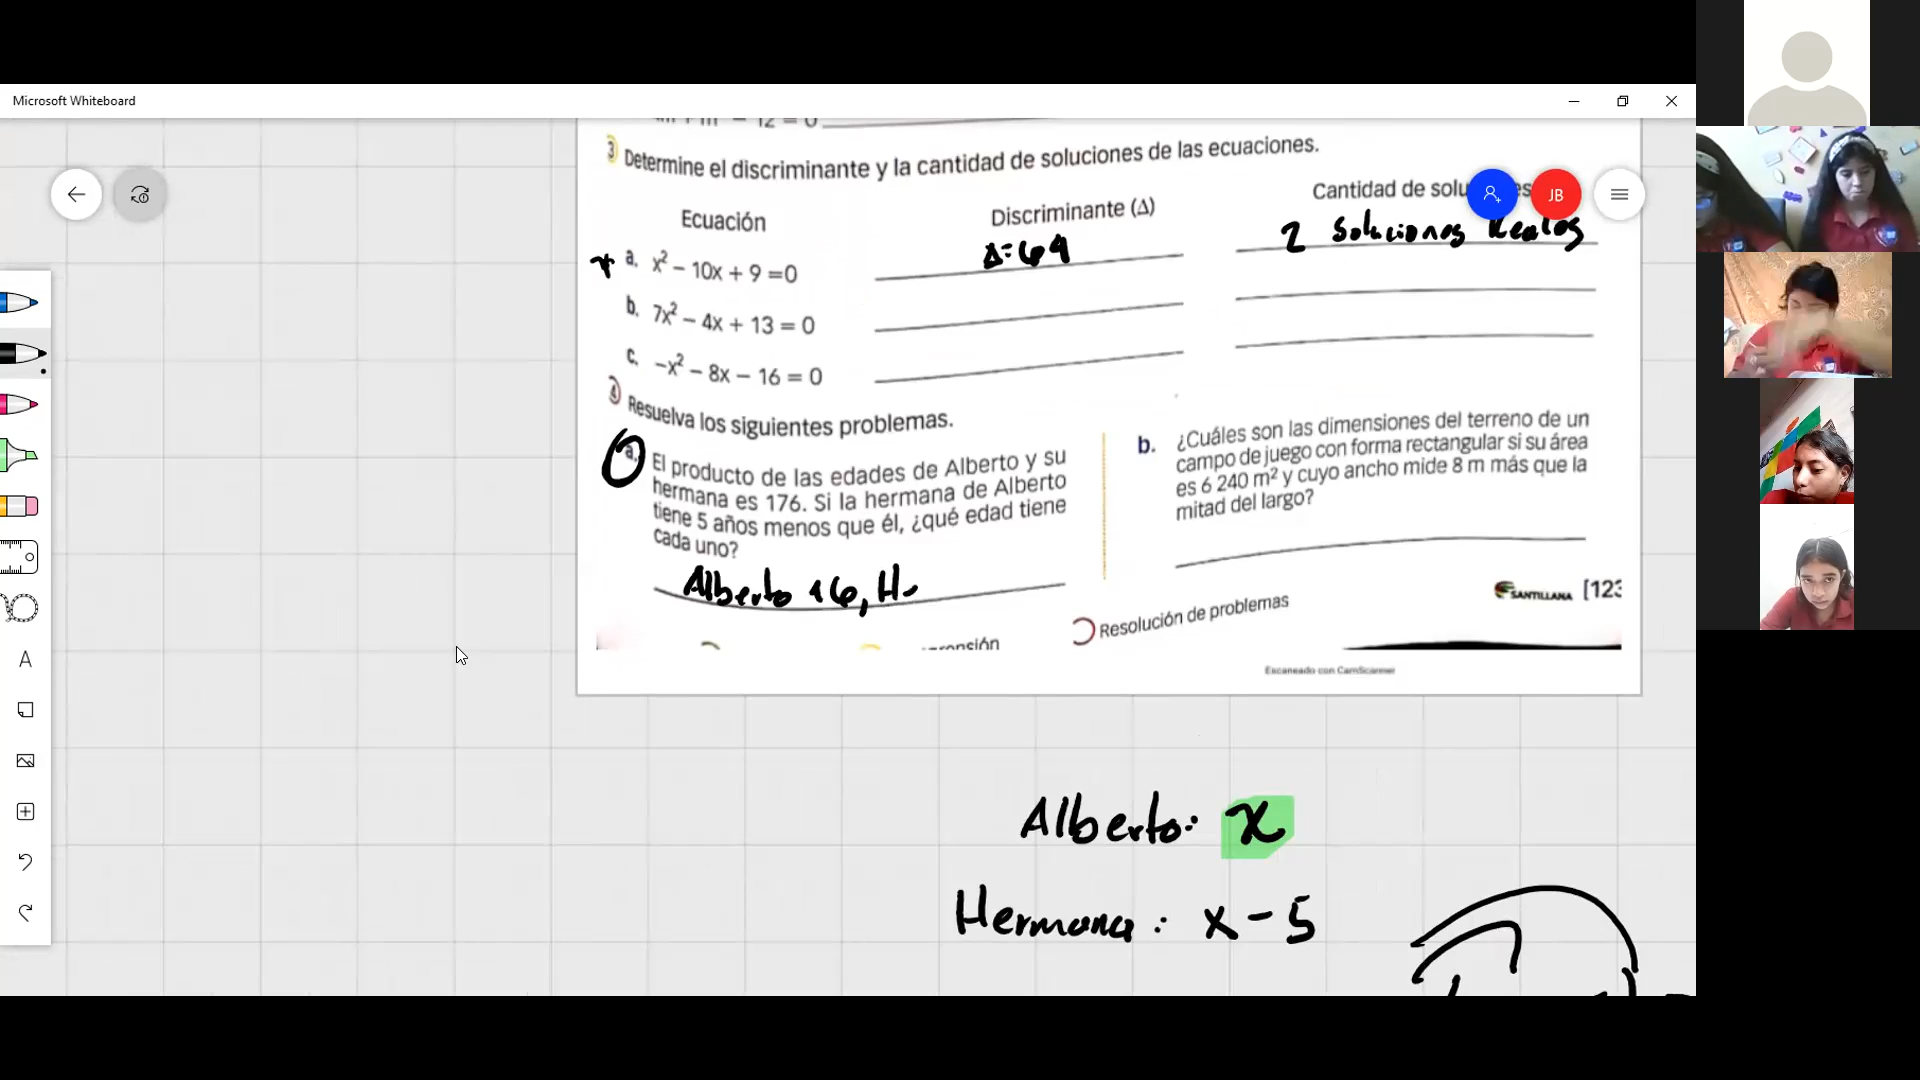 Microsoft Whiteboard
3 Determine el discriminante y la cantidad de soluciones de las ecuaciones.
Ecuación Discriminante (Δ) Cantidad de
a. x² – 10x + 9 = 0 Δ=64 2 Soluciones Reales
b. 7x² – 4x + 13 = 0
c. –x² – 8x – 16 = 0
4 Resuelva los siguientes problemas.
a. El producto de las edades de Alberto y su
hermana es 176. Si la hermana de Alberto
tiene 5 años menos que él, ¿qué edad tiene
cada uno?
Alberto 16, H
b. ¿Cuáles son las dimensiones del terreno de un
campo de juego con forma rectangular si su área
es 6 240 m² y cuyo ancho mide 8 m más que la
mitad del largo?
SANTILLANA [123
Resolución de problemas
Escaneado con CamScanner
Alberto: x
Hermana: x – 5
JB
A